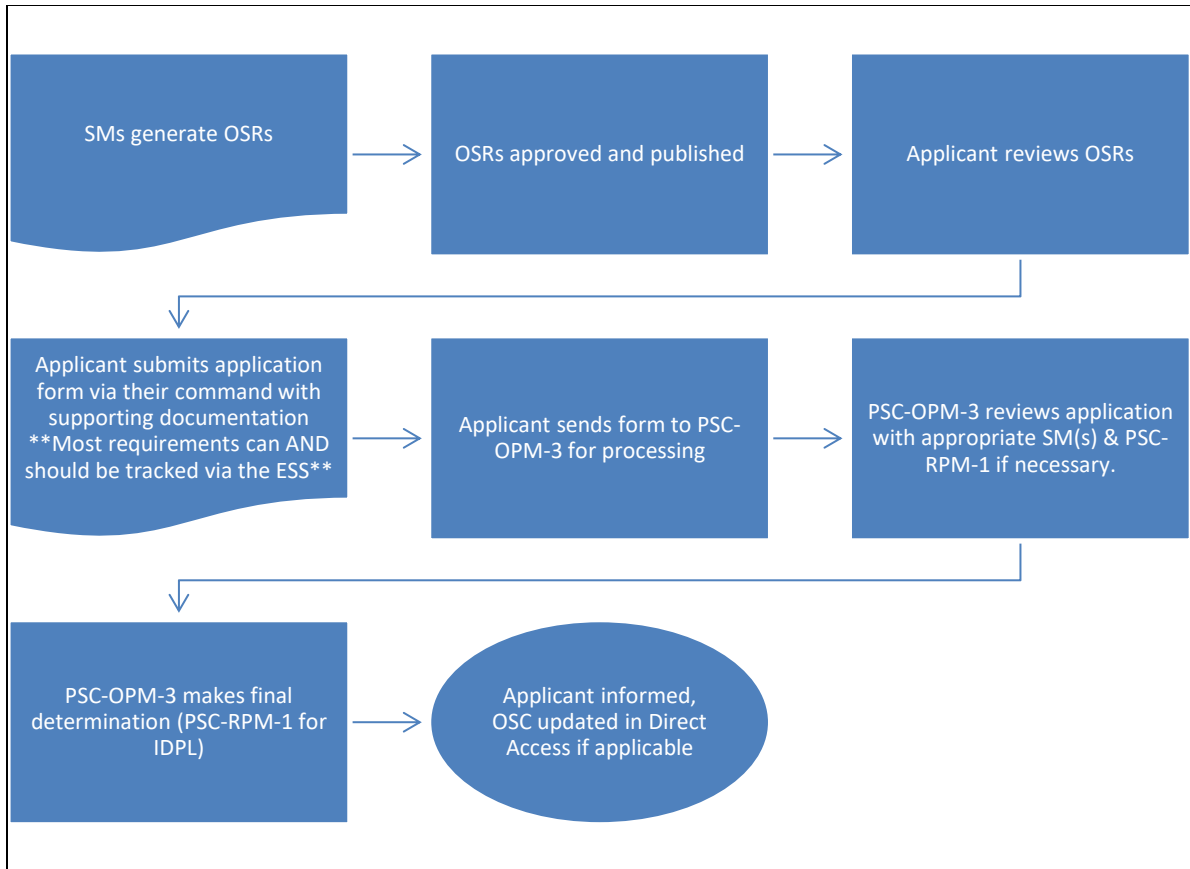 SMs generate OSRs
OSRs approved and published
Applicant reviews OSRs
Applicant submits application
form via their command with
supporting documentation
**Most requirements can AND
should be tracked via the ESS**
Applicant sends form to PSC-
OPM-3 for processing
PSC-OPM-3 reviews application
with appropriate SM(s) & PSC-
RPM-1 if necessary.
PSC-OPM-3 makes final
determination (PSC-RPM-1 for
IDPL)
Applicant informed,
OSC updated in Direct
Access if applicable